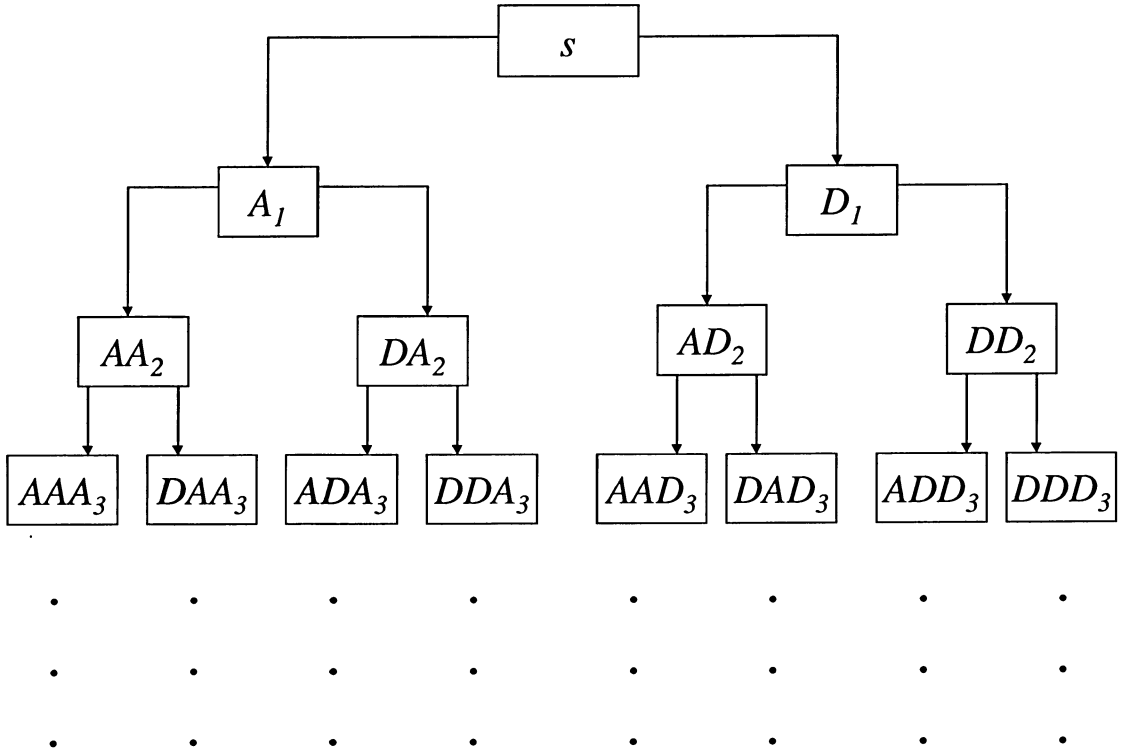 s
A₁ D₁
AA₂ DA₂ AD₂ DD₂
AAA₃ DAA₃ ADA₃ DDA₃ AAD₃ DAD₃ ADD₃ DDD₃